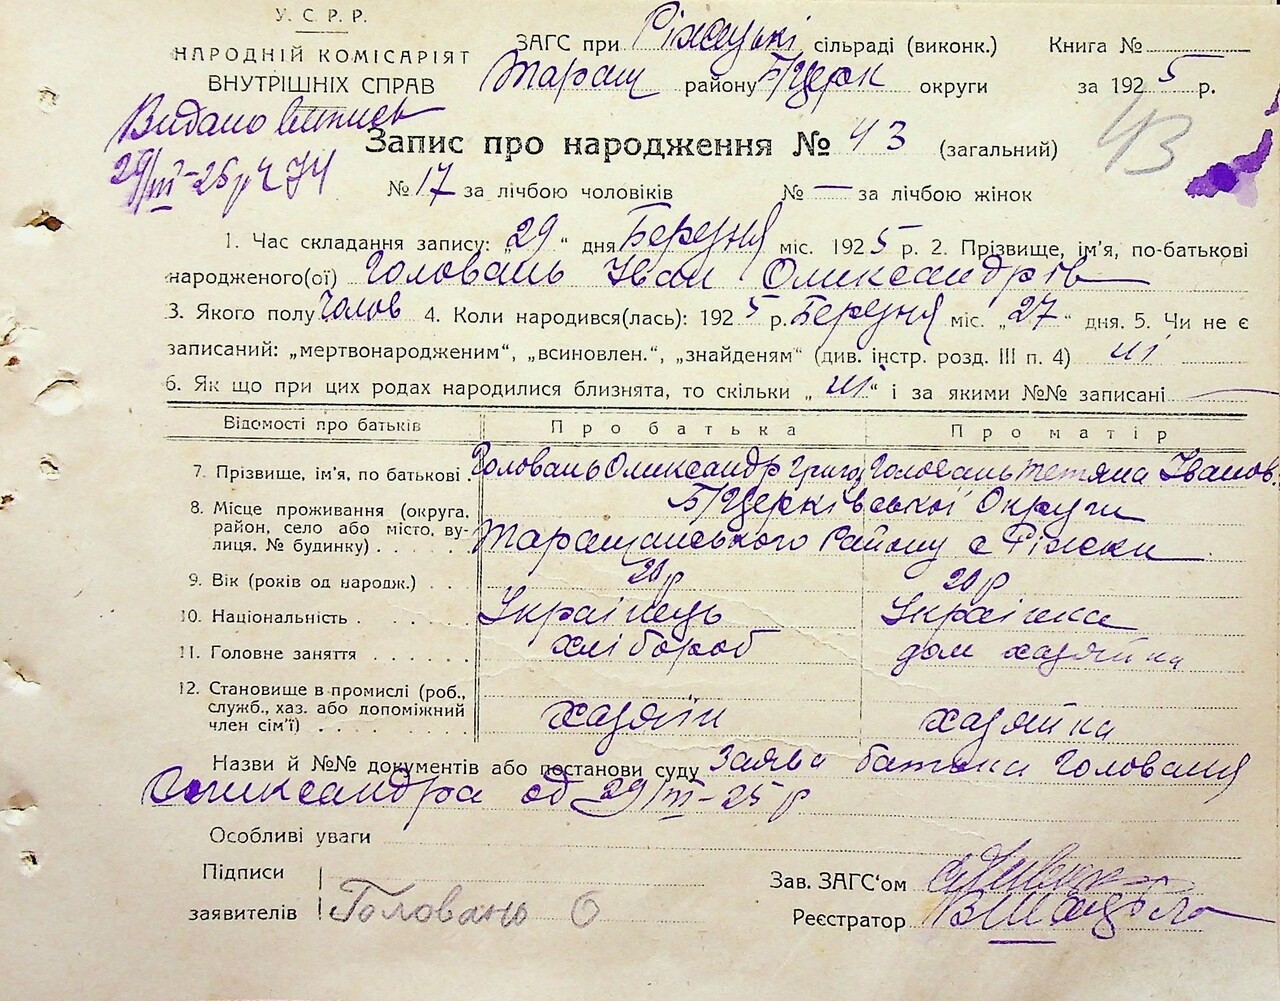 У. С. Р. Р.
НАРОДНІЙ КОМІСАРІЯТ
ВНУТРІШНІХ СПРАВ
ЗАГС при Ріжецькі сільраді (виконк.) Книга №
Таращ району Б/Церк округи за 1925 р.
Видано випись
29/III-25 р Ч 274
Запис про народження № 43 (загальний)
43
№ 17 за лічбою чоловіків № — за лічбою жінок
1. Час складання запису: „29“ дня Березня міс. 1925 р. 2. Прізвище, ім’я, по-батькові
народженого(ої) Головань Іван Олександрів
3. Якого полу Чолов 4. Коли народився(лась): 1925 р. Березня міс. „27“ дня. 5. Чи не є
записаний: „мертвонародженим“, „всиновлен.“, „знайденям“ (див. інстр. розд. III п. 4) ні
6. Як що при цих родах народилися близнята, то скільки „ні“ і за якими №№ записані —
Відомості про батьків Про батька Про матір
7. Прізвище, ім’я, по батькові . Головань Олександр Григо Головань Тетяна Іванов.
8. Місце проживання (округа, район, село або місто, вулиця. № будинку) . . . . . Б/Церківської Округи
Таращанського Району с Ріжки
9. Вік (років од народж.) . . 20 р 20 р
10. Національність . . . . . Українець Українка
11. Головне заняття . . . . . . хлібороб дом хазяйка
12. Становище в промислі (роб., служб., хаз. або допоміжний член сім’ї) . . . . . . хазяїн хазяйка
Назви й №№ документів або постанови суду Заява батька Голованя
Олександра од 29/III-25 р
Особливі уваги
Підписи
заявителів Головань О
Зав. ЗАГС‘ом
Реєстратор